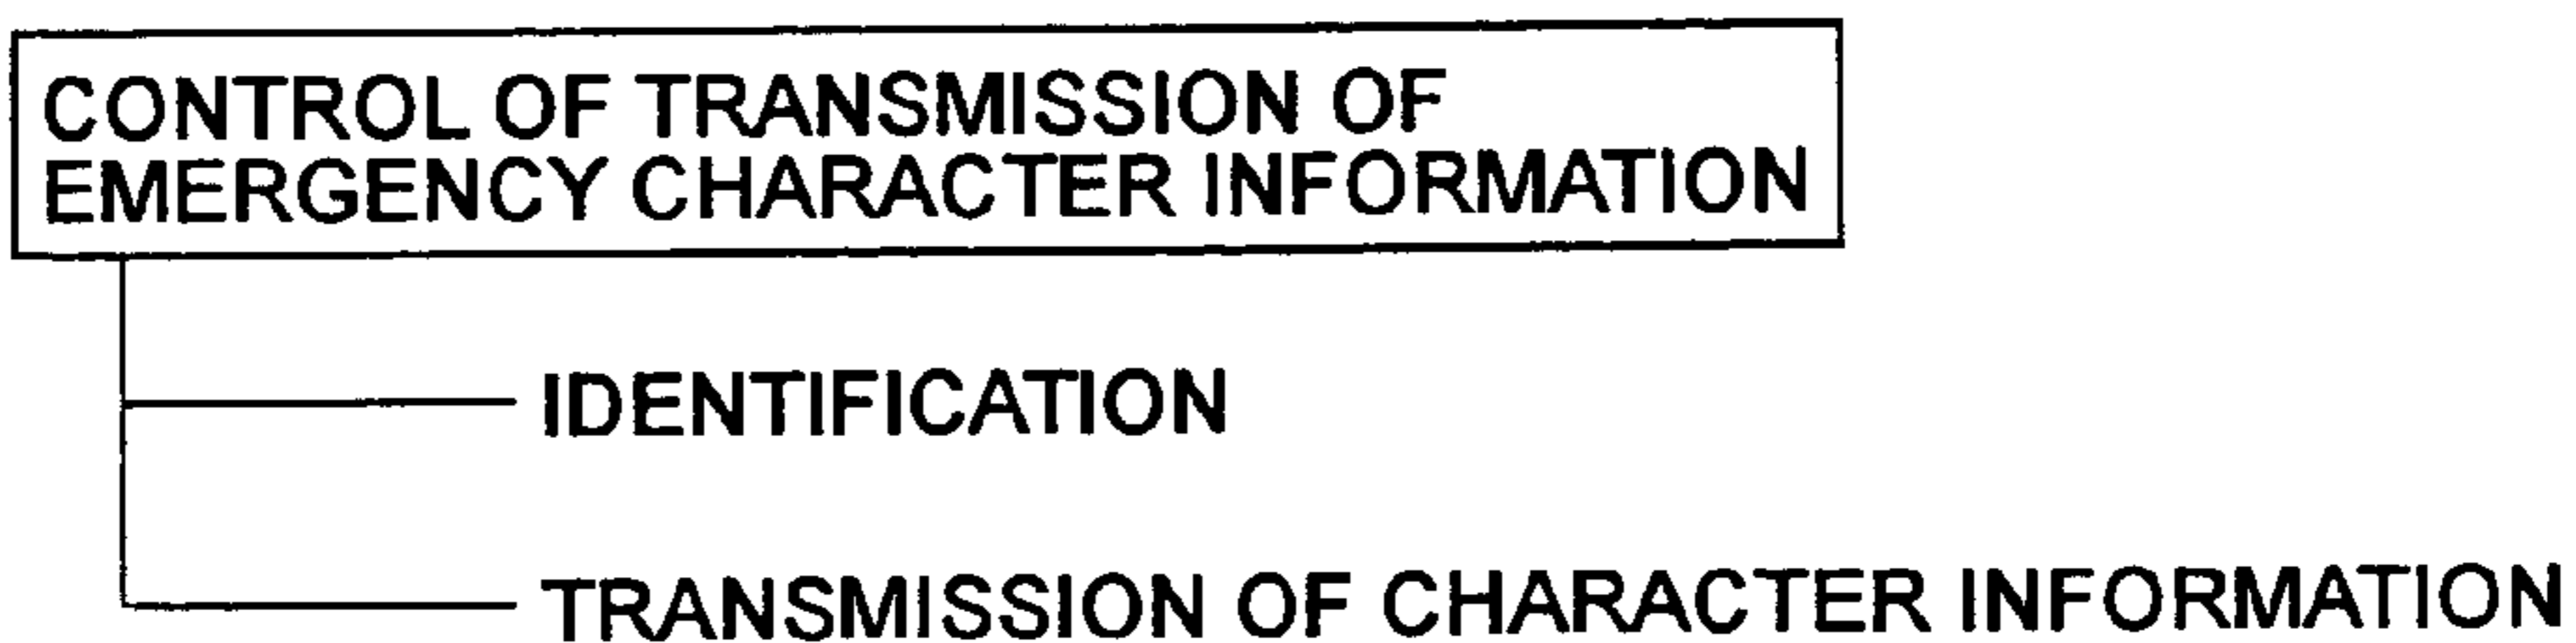 CONTROL OF TRANSMISSION OF
EMERGENCY CHARACTER INFORMATION
IDENTIFICATION
TRANSMISSION OF CHARACTER INFORMATION